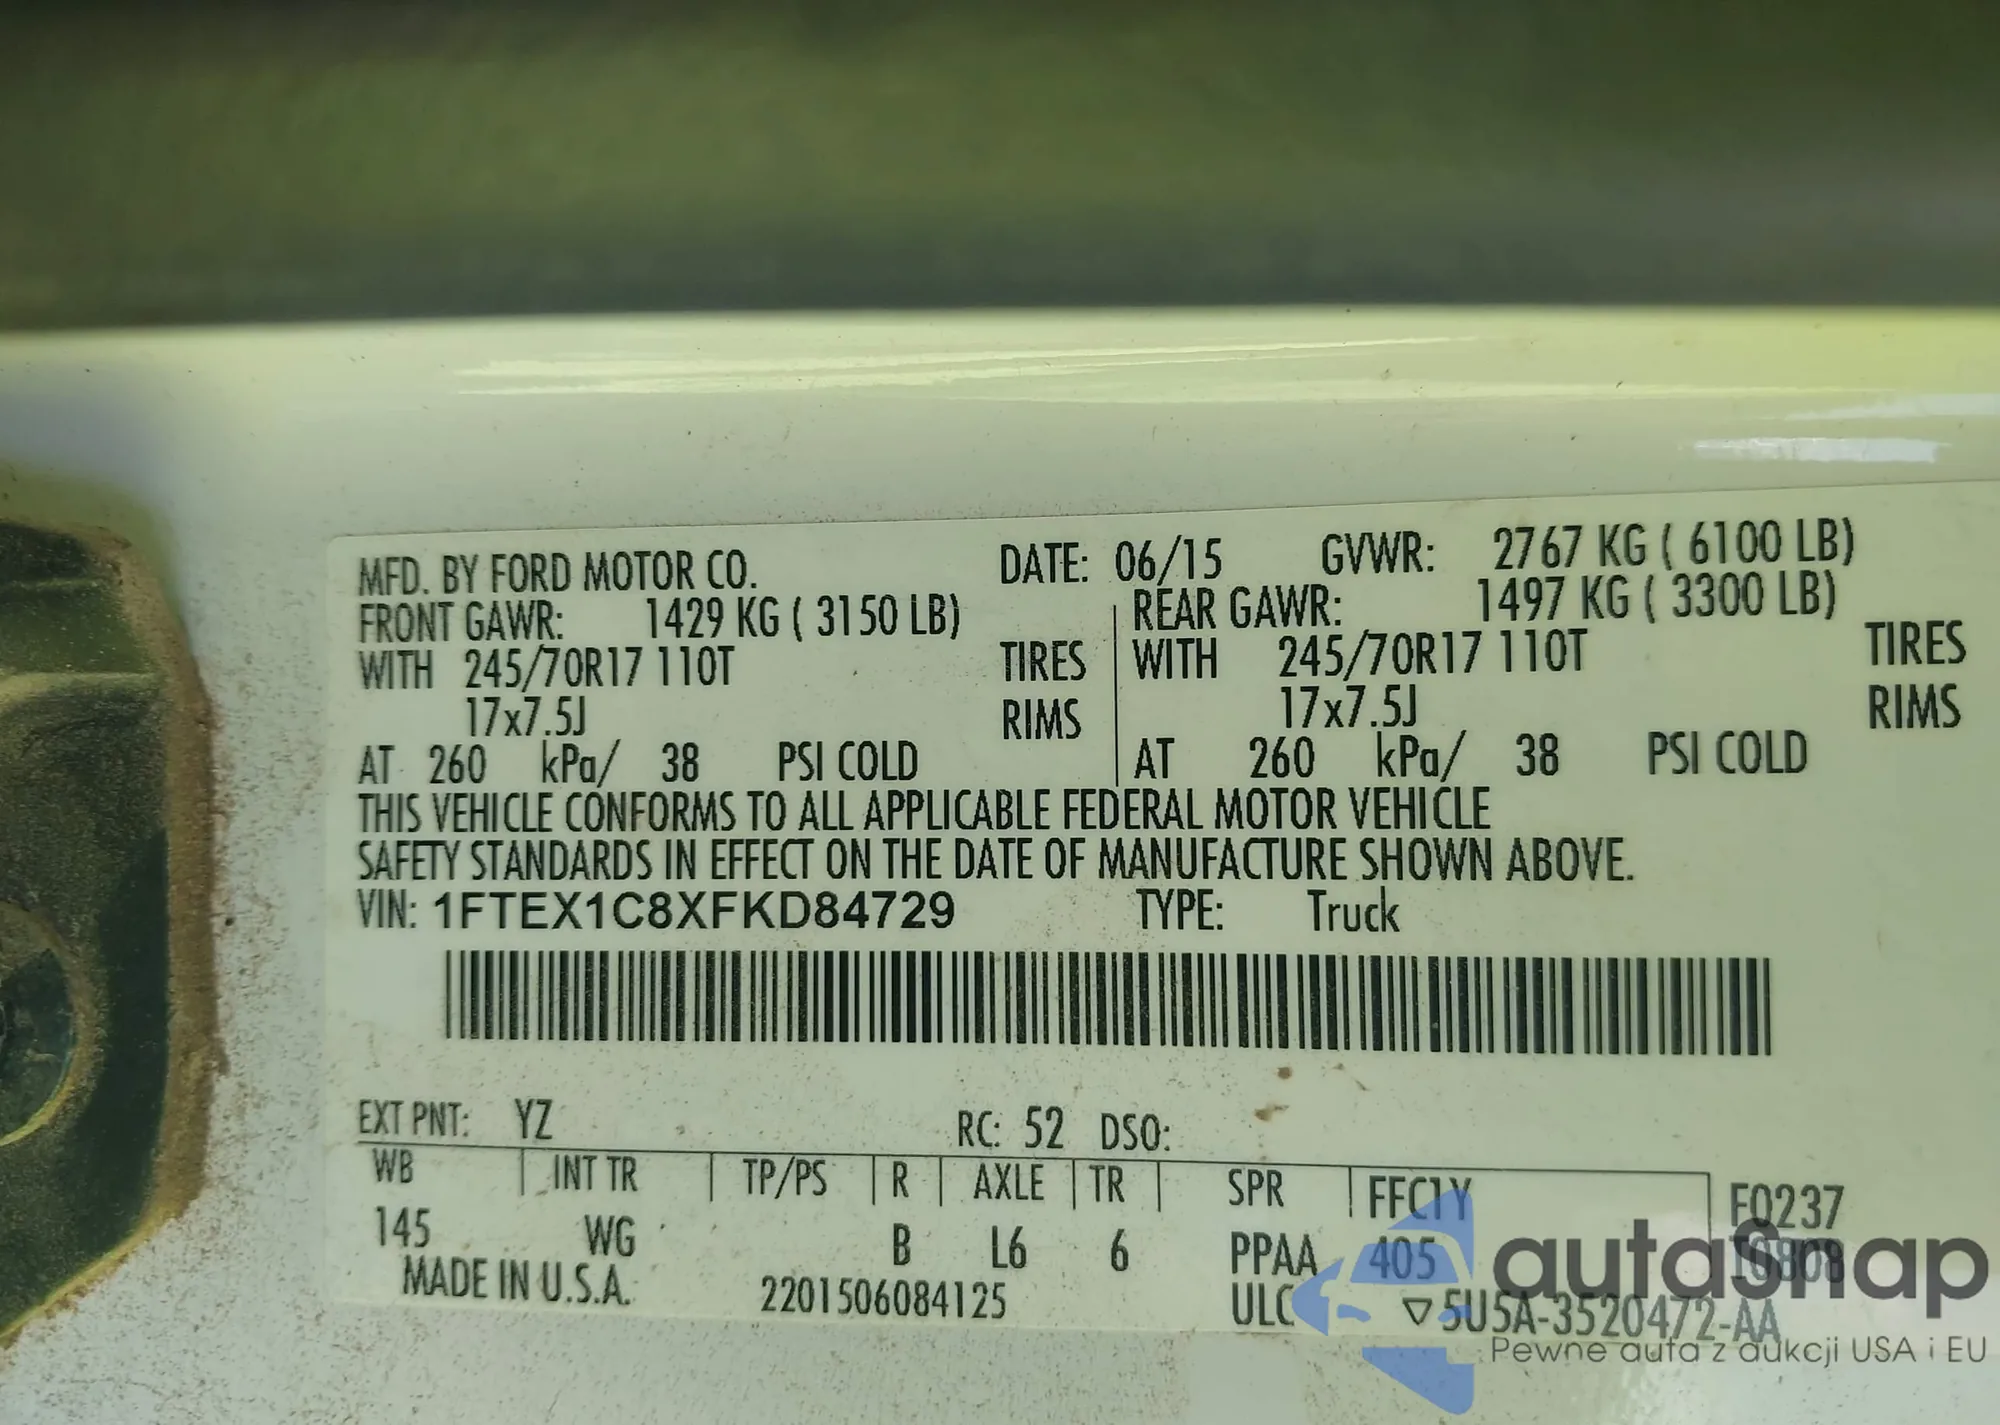 MFD. BY FORD MOTOR CO. DATE: 06/15 GVWR: 2767 KG ( 6100 LB)
FRONT GAWR: 1429 KG ( 3150 LB) REAR GAWR: 1497 KG ( 3300 LB)
WITH 245/70R17 110T TIRES WITH 245/70R17 110T TIRES
17x7.5J RIMS 17x7.5J RIMS
AT 260 kPa/ 38 PSI COLD AT 260 kPa/ 38 PSI COLD
THIS VEHICLE CONFORMS TO ALL APPLICABLE FEDERAL MOTOR VEHICLE
SAFETY STANDARDS IN EFFECT ON THE DATE OF MANUFACTURE SHOWN ABOVE.
VIN: 1FTEX1C8XFKD84729 TYPE: Truck
EXT PNT: YZ RC: 52 DSO:
WB INT TR TP/PS R AXLE TR SPR FFC1Y F0237
145 WG B L6 6 PPAA 405 10808
MADE IN U.S.A. 2201506084125 ULC ▽5U5A-3520472-AA
autaSnap
Pewne auta z aukcji USA i EU